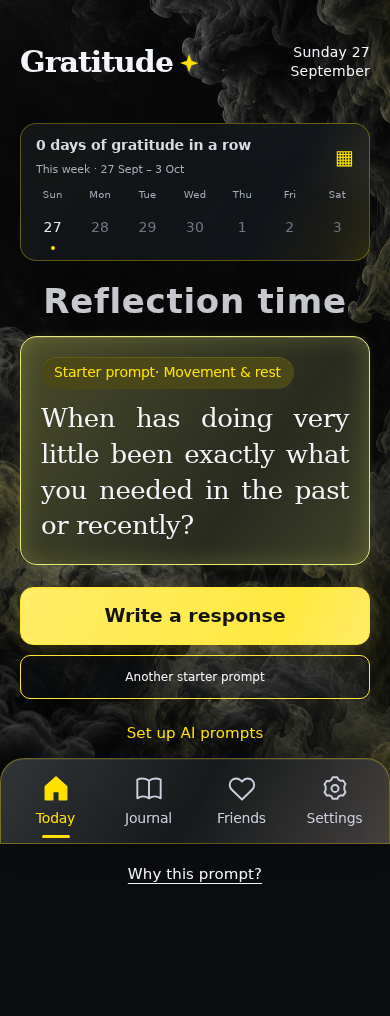 Gratitude
Sunday 27
September
0 days of gratitude in a row
This week · 27 Sept – 3 Oct
Sun Mon Tue Wed Thu Fri Sat
27 28 29 30 1 2 3
Reflection time
Starter prompt· Movement & rest
When has doing very
little been exactly what
you needed in the past
or recently?
Write a response
Another starter prompt
Set up AI prompts
Today Journal Friends Settings
Why this prompt?